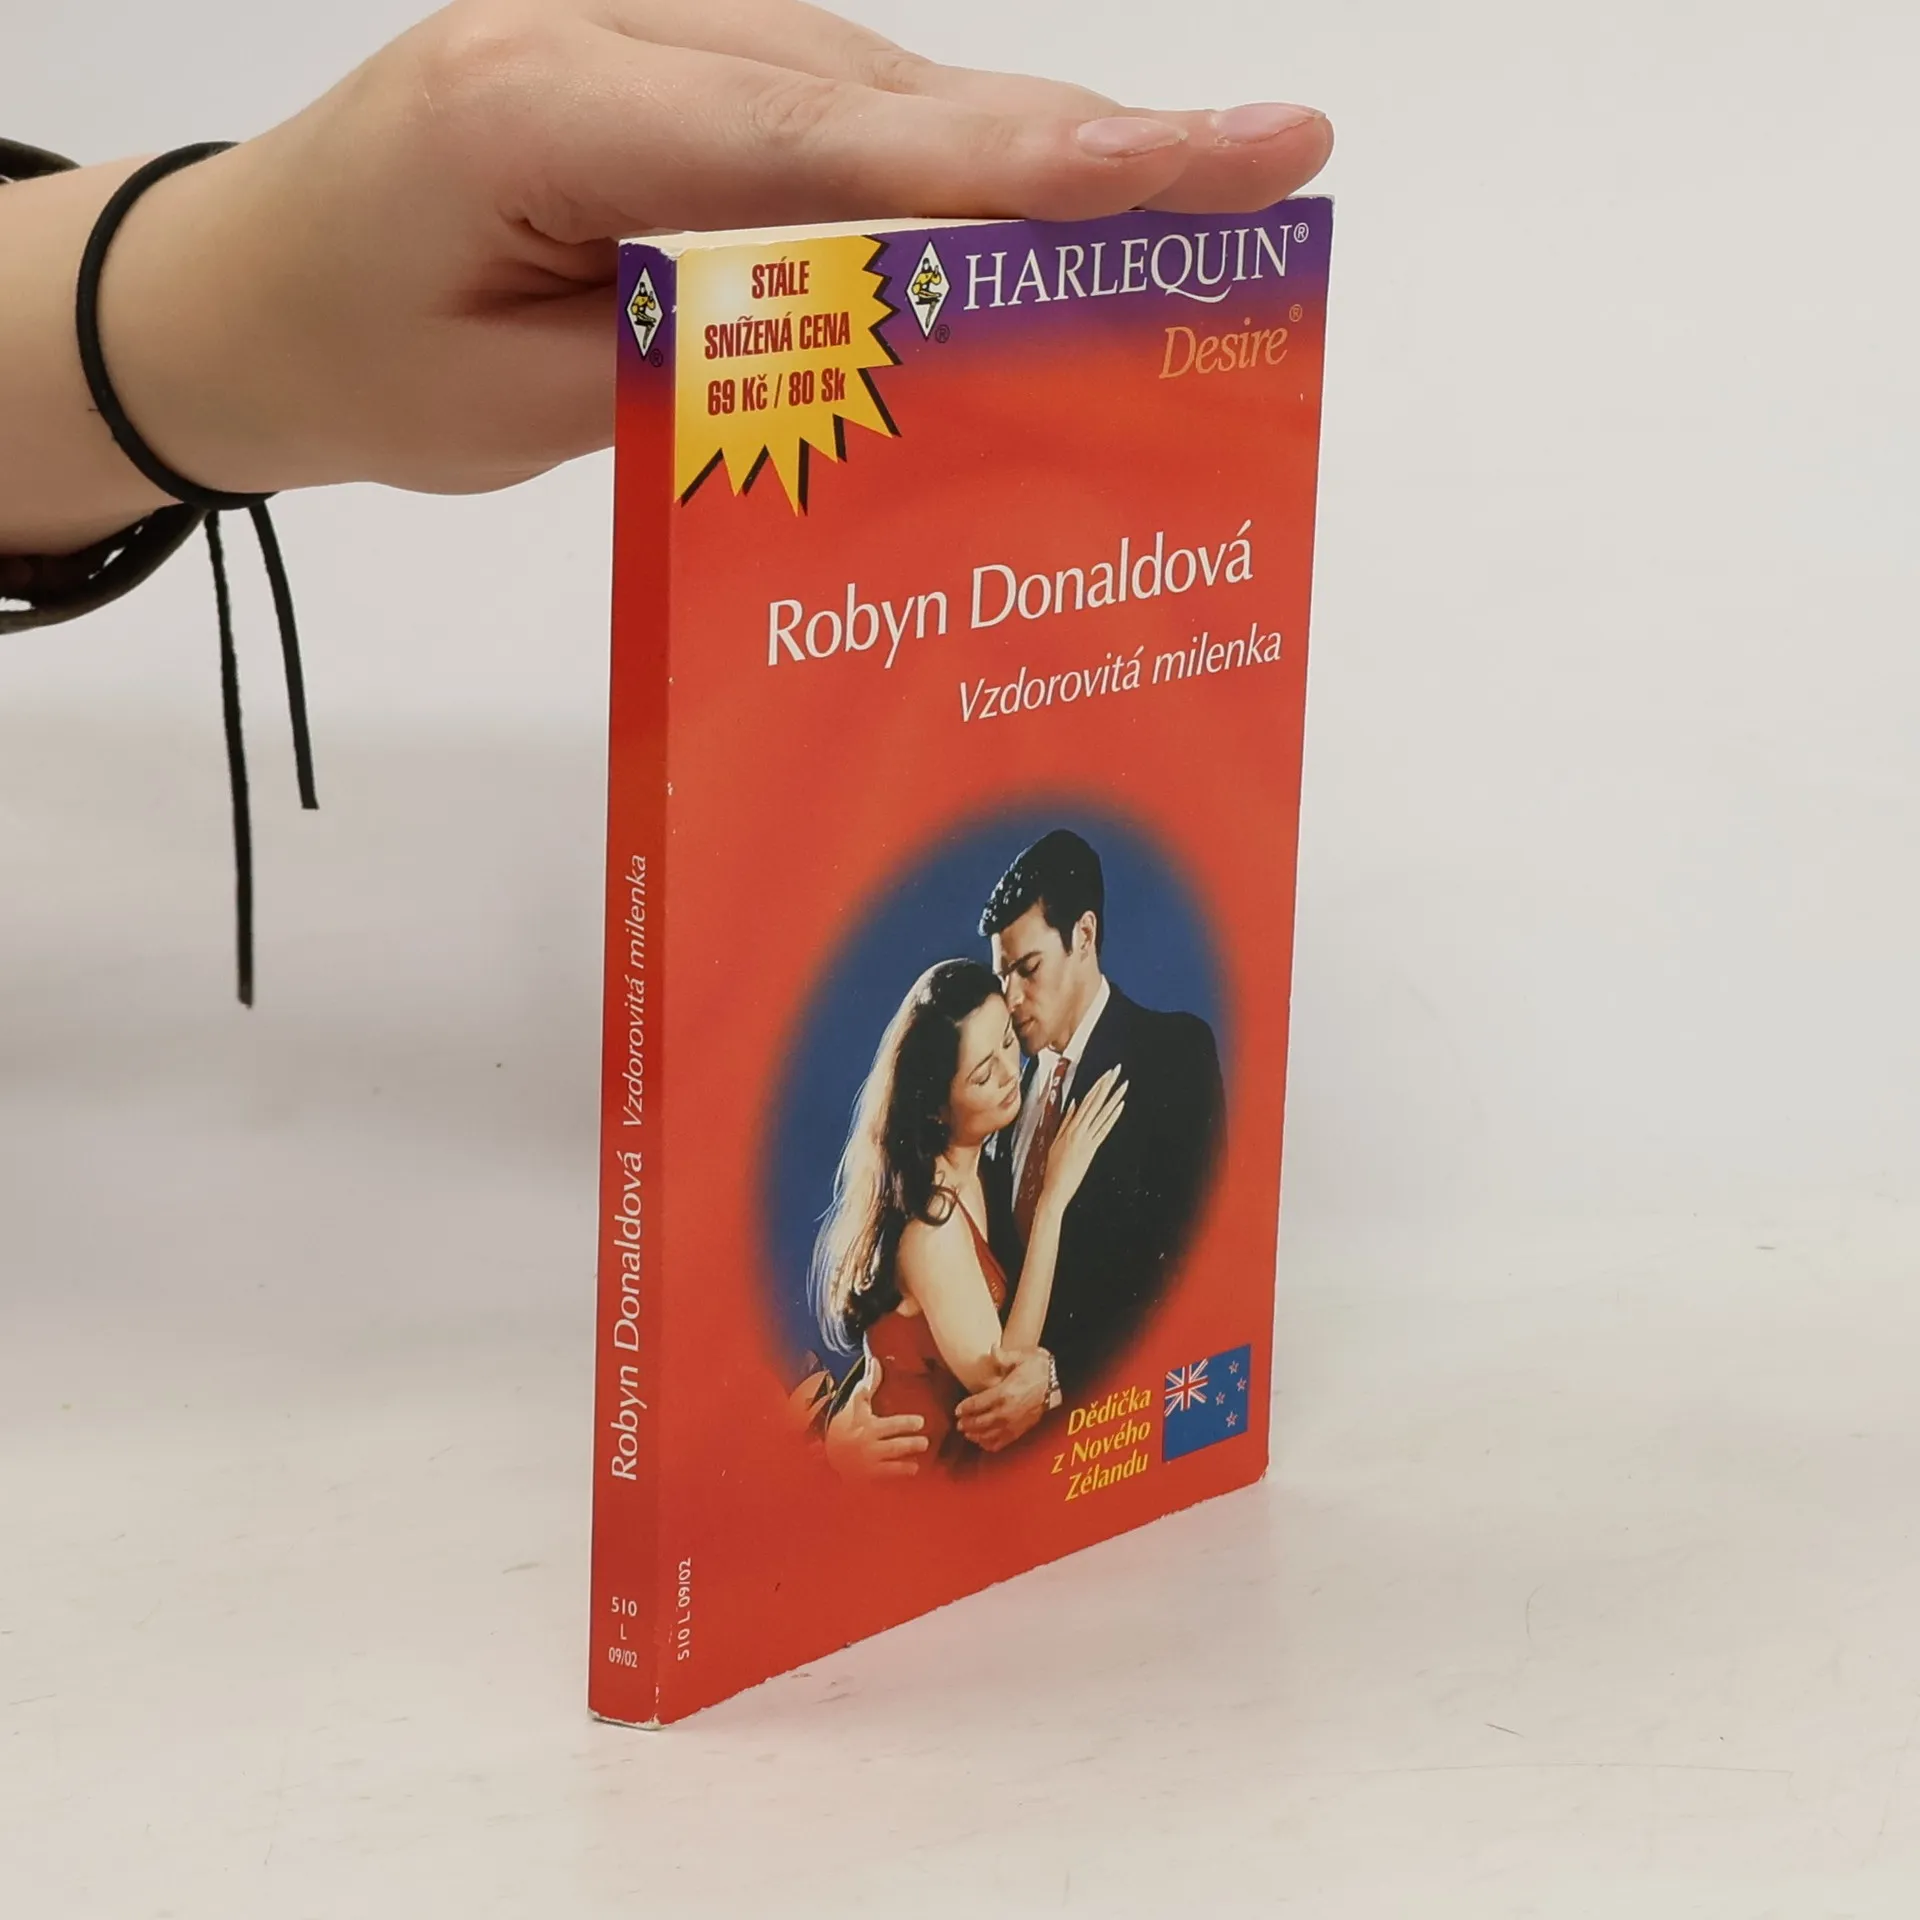 STÁLE
SNÍŽENÁ CENA
69 Kč / 80 Sk
HARLEQUIN®
Desire®
Robyn Donaldová
Vzdorovitá milenka
Dědička
z Nového
Zélandu
510 L 09/02
Robyn Donaldová Vzdorovitá milenka
510
L
09/02